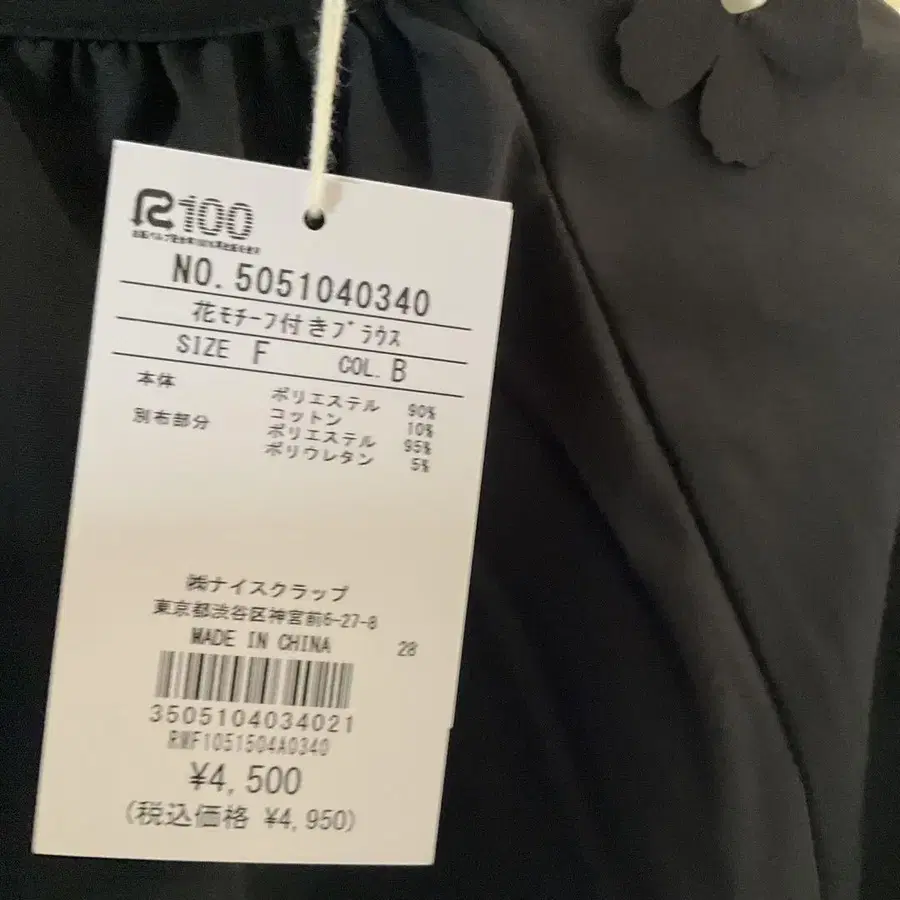 R100
NO. 5051040340
花ﾓﾁｰﾌ付きﾌﾞﾗｳｽ
SIZE F COL. B
本体 ポリエステル 90%
コットン 10%
別布部分 ポリエステル 95%
ポリウレタン 5%
㈱ナイスクラップ
東京都渋谷区神宮前6-27-8
MADE IN CHINA 28
3505104034021
RWF1051504A0340
¥4,500
(税込価格 ¥4,950)